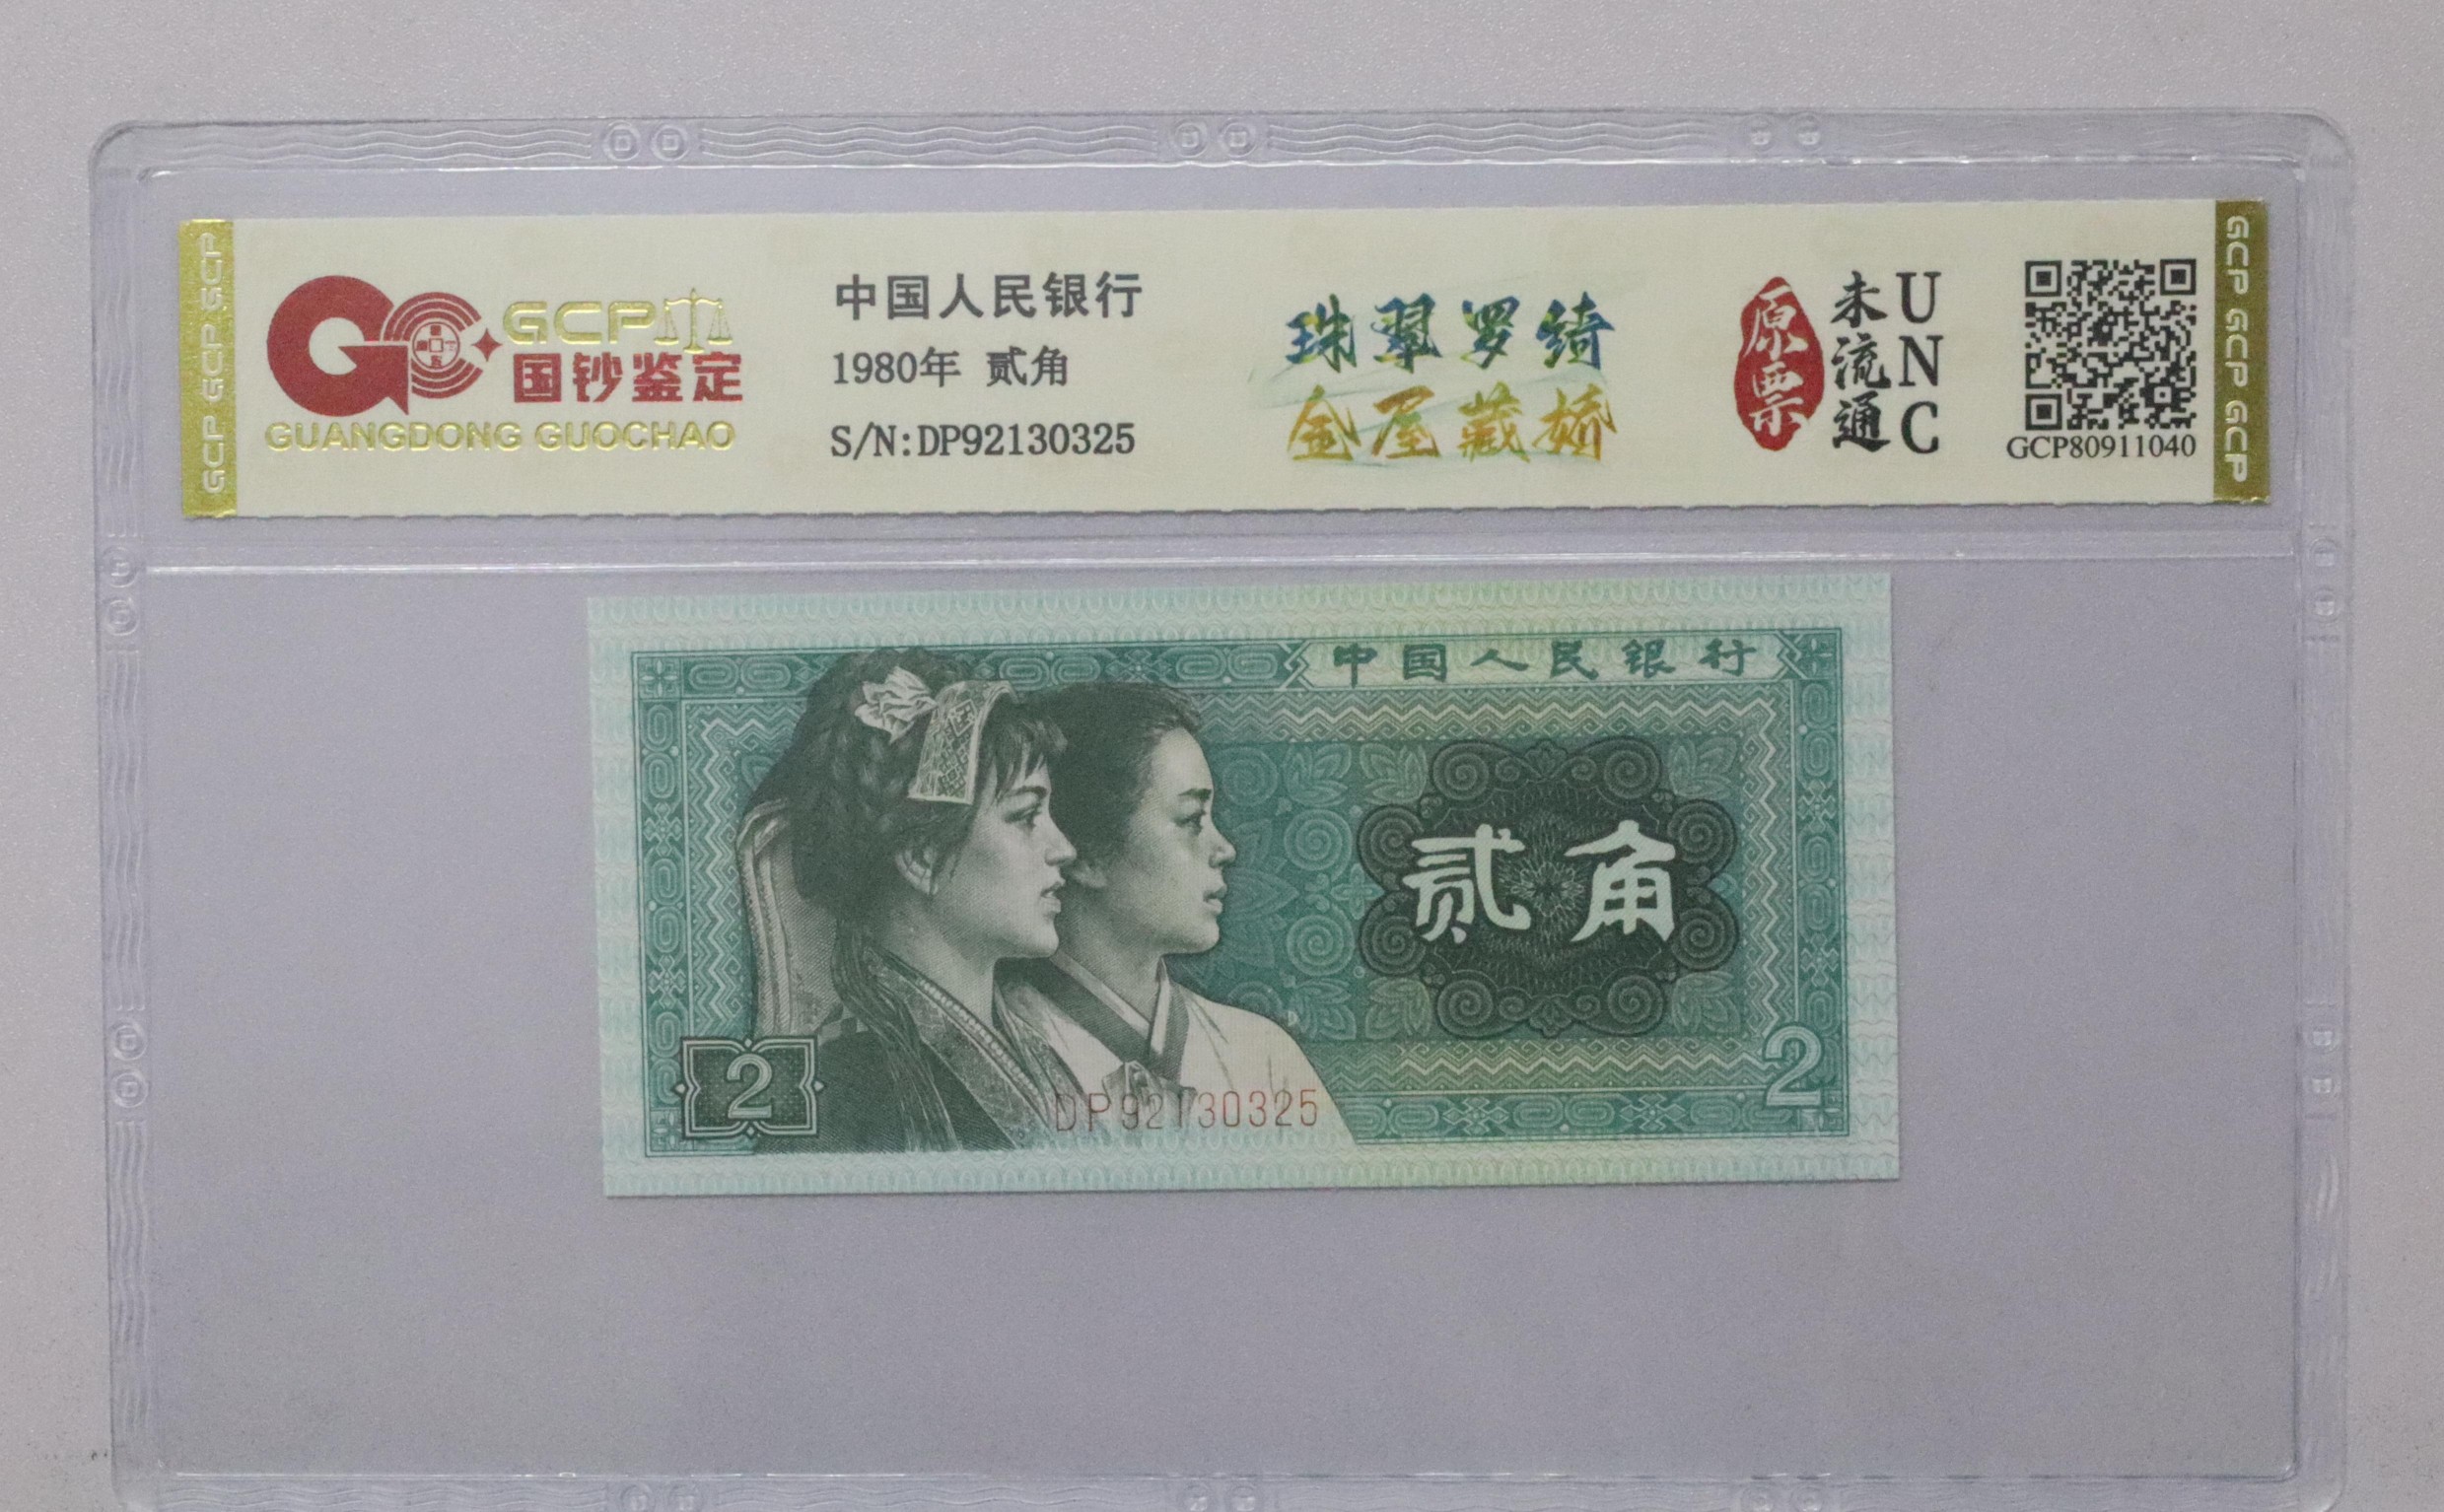 GCP GCP GCP
GCP
国钞鉴定
GUANGDONG GUOCHAO
中国人民银行
1980年 贰角
S/N:DP92130325
珠翠罗绮
金屋藏娇
原票
未流通
UNC
GCP80911040
GCP GCP GCP
中国人民银行
贰角
2
2
DP92130325